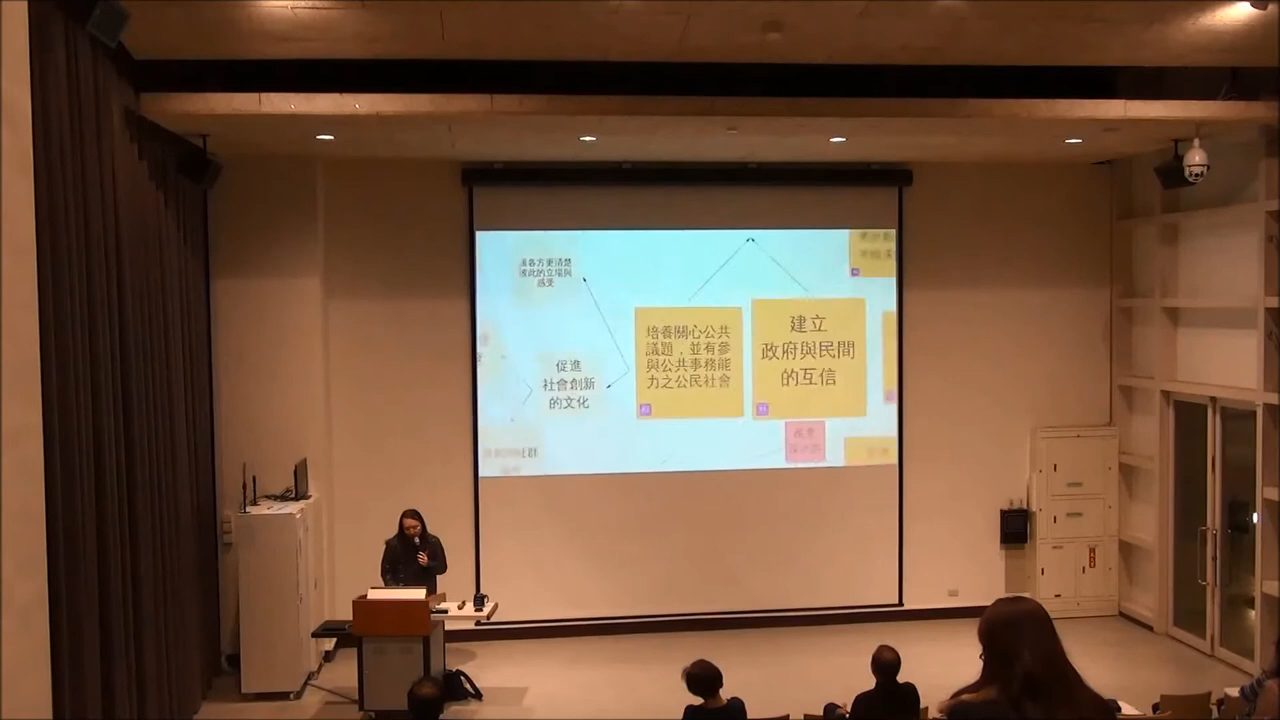 讓各方更清楚
彼此的立場與
感受
促進
社會創新
的文化
培養關心公共
議題，並有參
與公共事務能
力之公民社會
建立
政府與民間
的互信